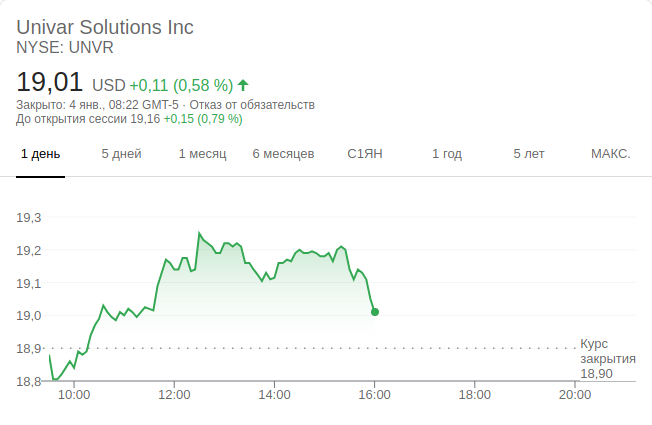 Univar Solutions Inc
NYSE: UNVR
19,01 USD +0,11 (0,58 %)
Закрыто: 4 янв., 08:22 GMT-5 · Отказ от обязательств
До открытия сессии 19,16 +0,15 (0,79 %)
1 день 5 дней 1 месяц 6 месяцев С1ЯН 1 год 5 лет МАКС.
19,3
19,2
19,1
19,0
18,9
Курс
закрытия
18,90
18,8
10:00 12:00 14:00 16:00 18:00 20:00